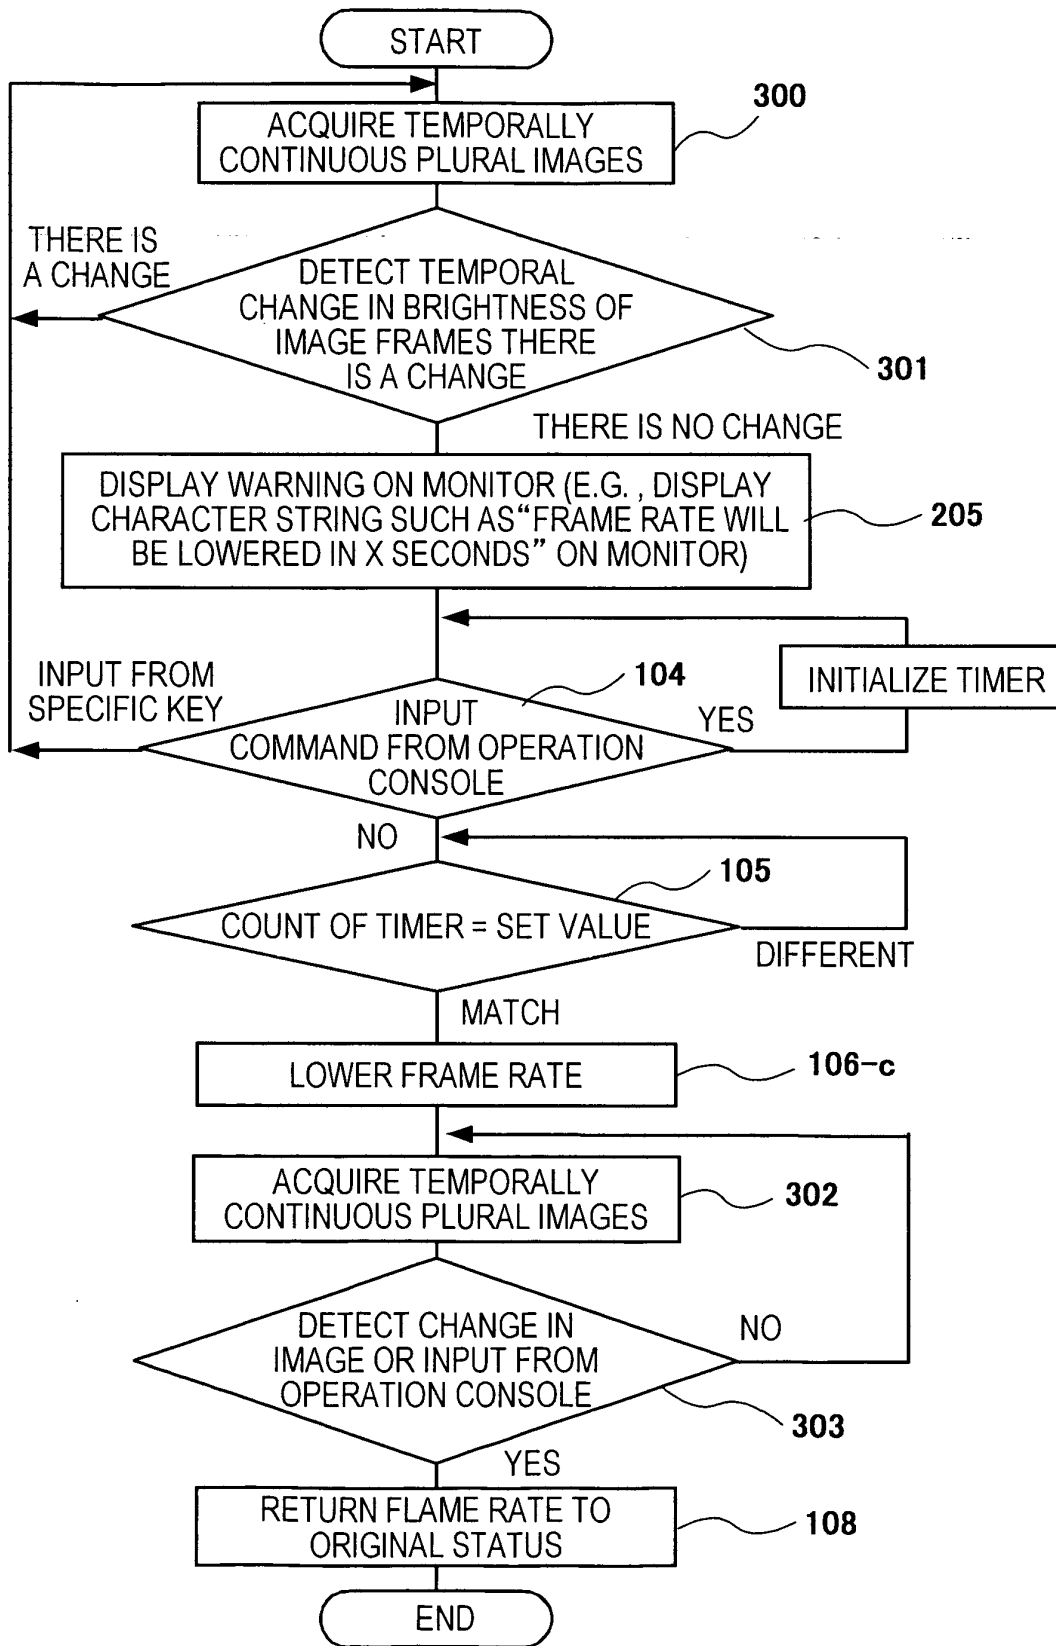 START
300
ACQUIRE TEMPORALLY
CONTINUOUS PLURAL IMAGES
THERE IS
A CHANGE
DETECT TEMPORAL
CHANGE IN BRIGHTNESS OF
IMAGE FRAMES THERE
IS A CHANGE
301
THERE IS NO CHANGE
DISPLAY WARNING ON MONITOR (E.G. , DISPLAY
CHARACTER STRING SUCH AS“FRAME RATE WILL
BE LOWERED IN X SECONDS” ON MONITOR)
205
INITIALIZE TIMER
INPUT FROM
SPECIFIC KEY
104
INPUT
COMMAND FROM OPERATION
CONSOLE
YES
NO
105
COUNT OF TIMER = SET VALUE
DIFFERENT
MATCH
LOWER FRAME RATE
106-c
ACQUIRE TEMPORALLY
CONTINUOUS PLURAL IMAGES
302
DETECT CHANGE IN
IMAGE OR INPUT FROM
OPERATION CONSOLE
NO
303
YES
RETURN FLAME RATE TO
ORIGINAL STATUS
108
END